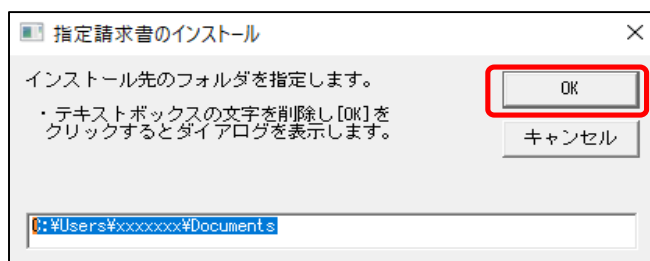 指定請求書のインストール
インストール先のフォルダを指定します。
・テキストボックスの文字を削除し[OK]を
クリックするとダイアログを表示します。
OK
キャンセル
C:¥Users¥xxxxxxx¥Documents